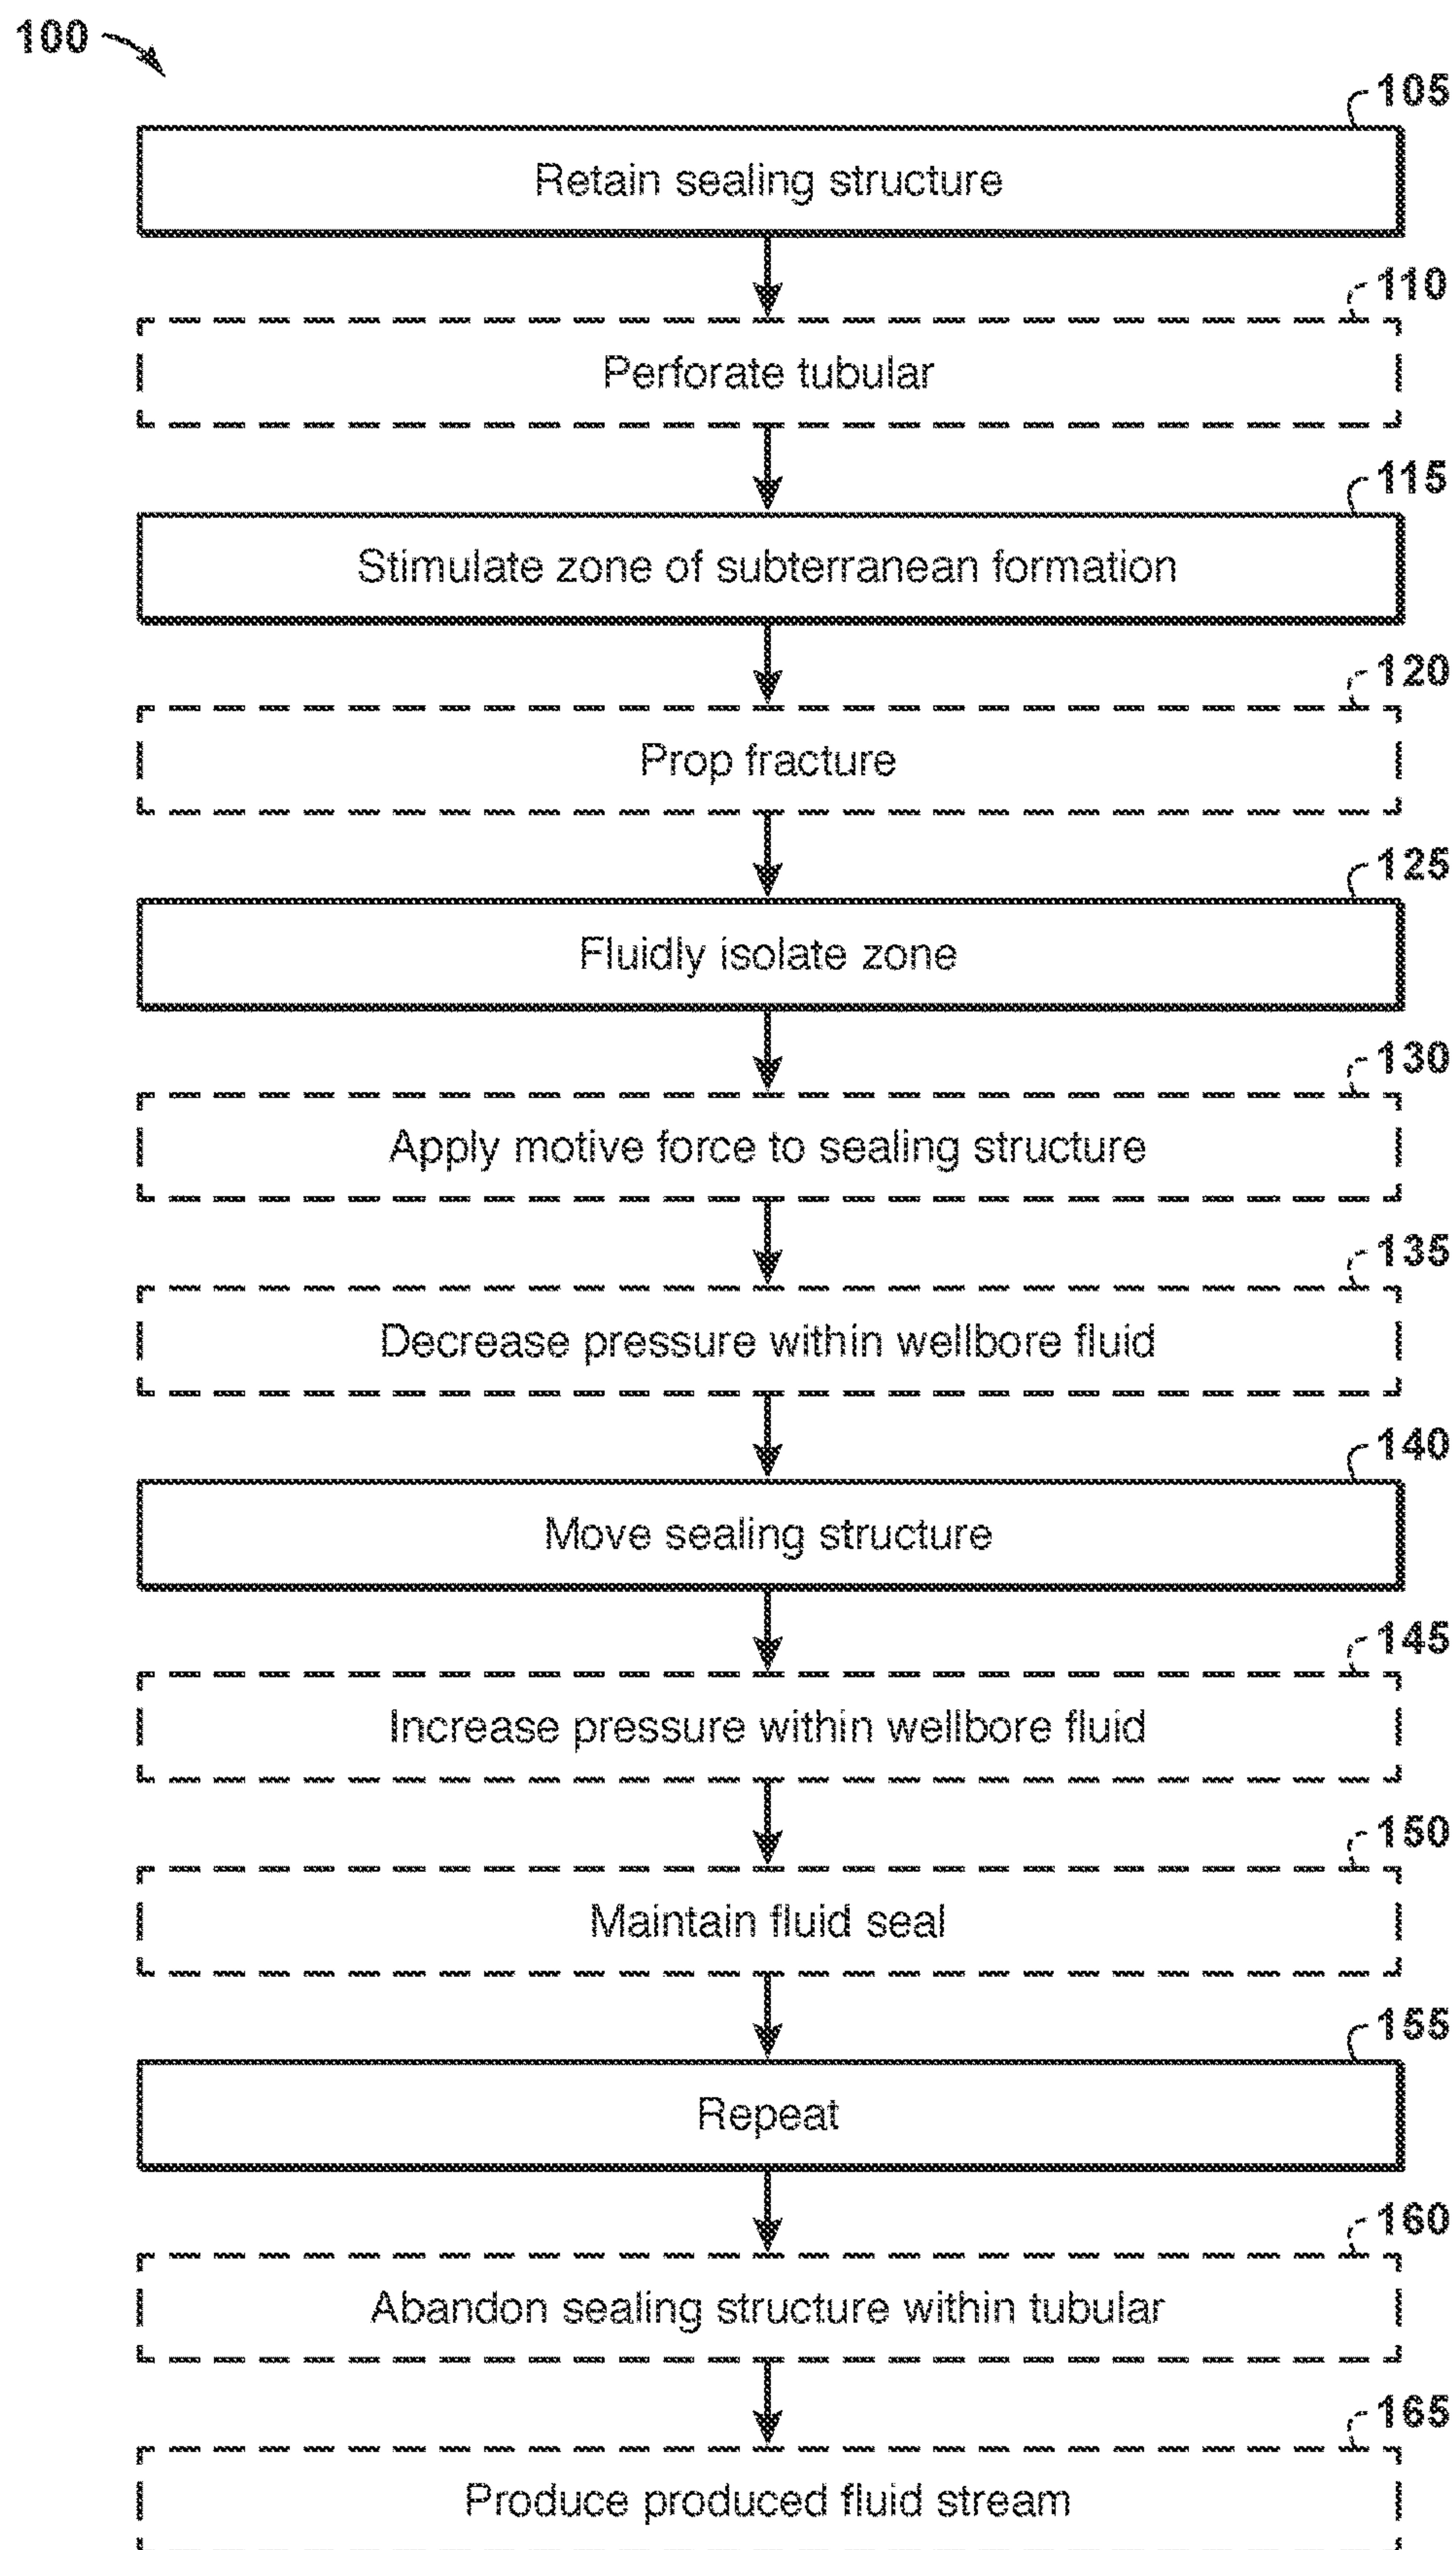 100
105
Retain sealing structure
110
Perforate tubular
115
Stimulate zone of subterranean formation
120
Prop fracture
125
Fluidly isolate zone
130
Apply motive force to sealing structure
135
Decrease pressure within wellbore fluid
140
Move sealing structure
145
Increase pressure within wellbore fluid
150
Maintain fluid seal
155
Repeat
160
Abandon sealing structure within tubular
165
Produce produced fluid stream